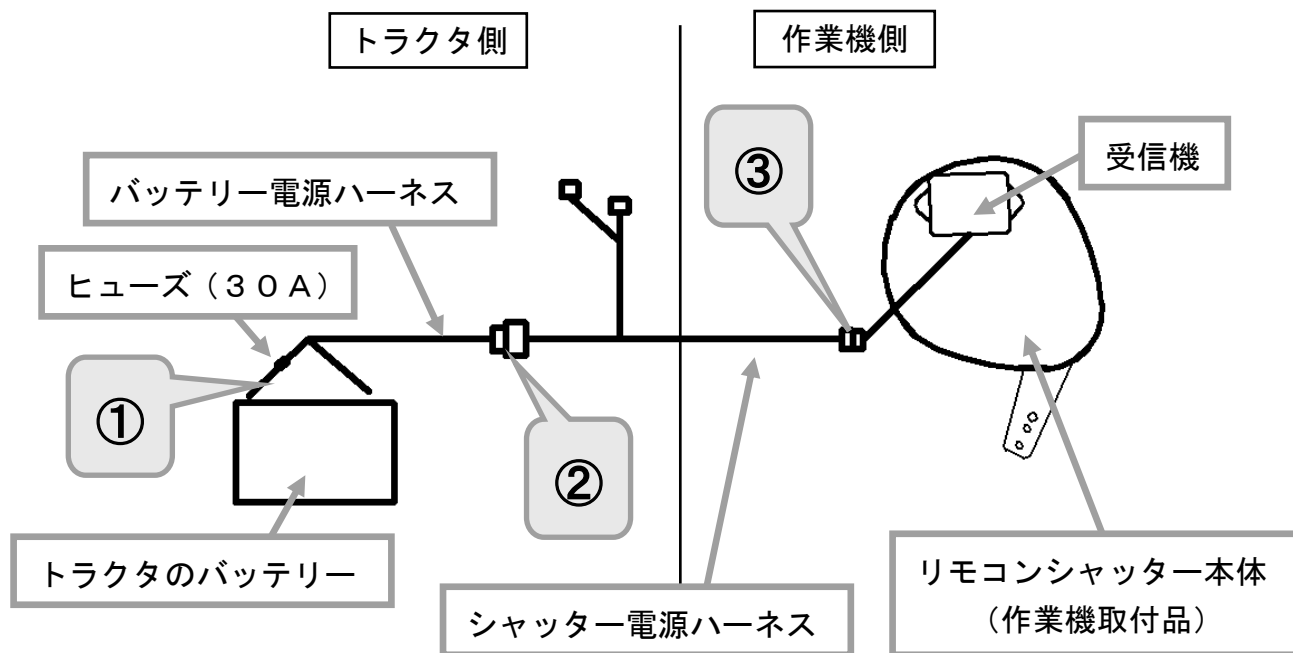 トラクタ側
作業機側
③
受信機
バッテリー電源ハーネス
ヒューズ（３０Ａ）
①
②
トラクタのバッテリー
シャッター電源ハーネス
リモコンシャッター本体
（作業機取付品）